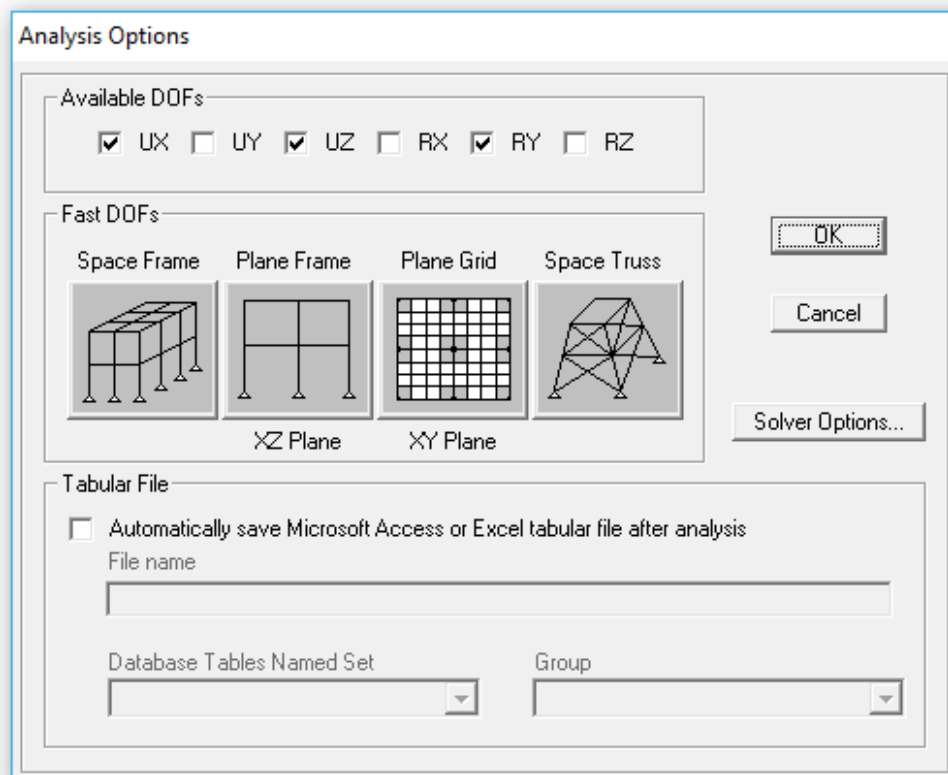 Analysis Options
Available DOFs
UX UY UZ RX RY RZ
Fast DOFs
Space Frame Plane Frame Plane Grid Space Truss
XZ Plane XY Plane
OK
Cancel
Solver Options...
Tabular File
Automatically save Microsoft Access or Excel tabular file after analysis
File name
Database Tables Named Set Group